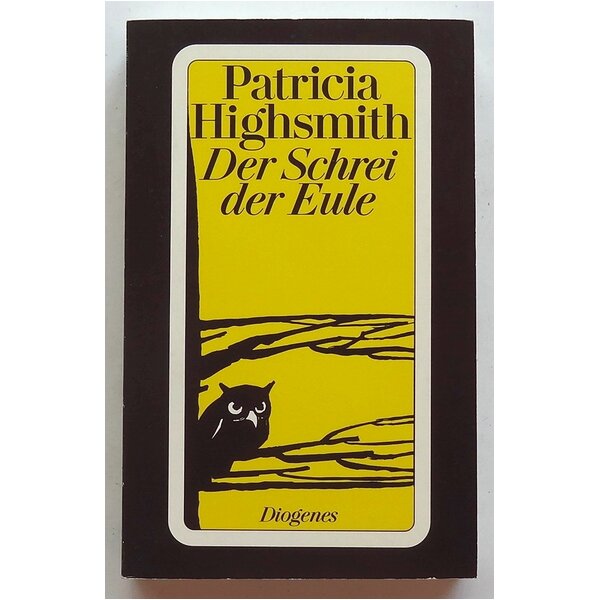 Patricia
Highsmith
Der Schrei
der Eule
Diogenes